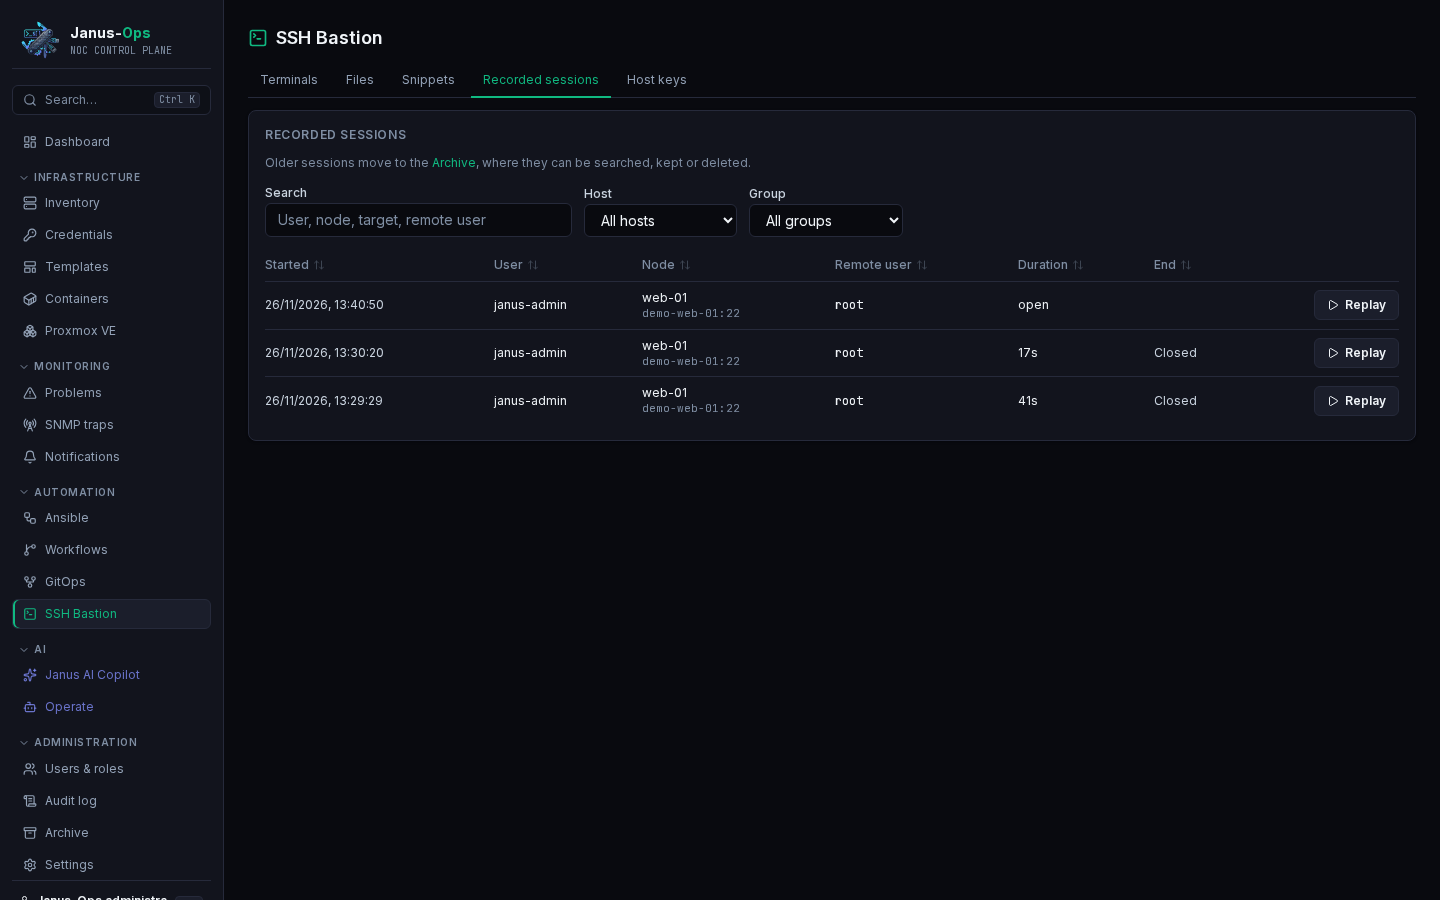 Janus-Ops
NOC CONTROL PLANE
Search...
Ctrl K
Dashboard
INFRASTRUCTURE
Inventory
Credentials
Templates
Containers
Proxmox VE
MONITORING
Problems
SNMP traps
Notifications
AUTOMATION
Ansible
Workflows
GitOps
SSH Bastion
AI
Janus AI Copilot
Operate
ADMINISTRATION
Users & roles
Audit log
Archive
Settings
Janus-Ops administra
SSH Bastion
Terminals Files Snippets Recorded sessions Host keys
RECORDED SESSIONS
Older sessions move to the Archive, where they can be searched, kept or deleted.
Search Host Group
User, node, target, remote user All hosts All groups
Started User Node Remote user Duration End
26/11/2026, 13:40:50 janus-admin web-01 root open Replay
demo-web-01:22
26/11/2026, 13:30:20 janus-admin web-01 root 17s Closed Replay
demo-web-01:22
26/11/2026, 13:29:29 janus-admin web-01 root 41s Closed Replay
demo-web-01:22